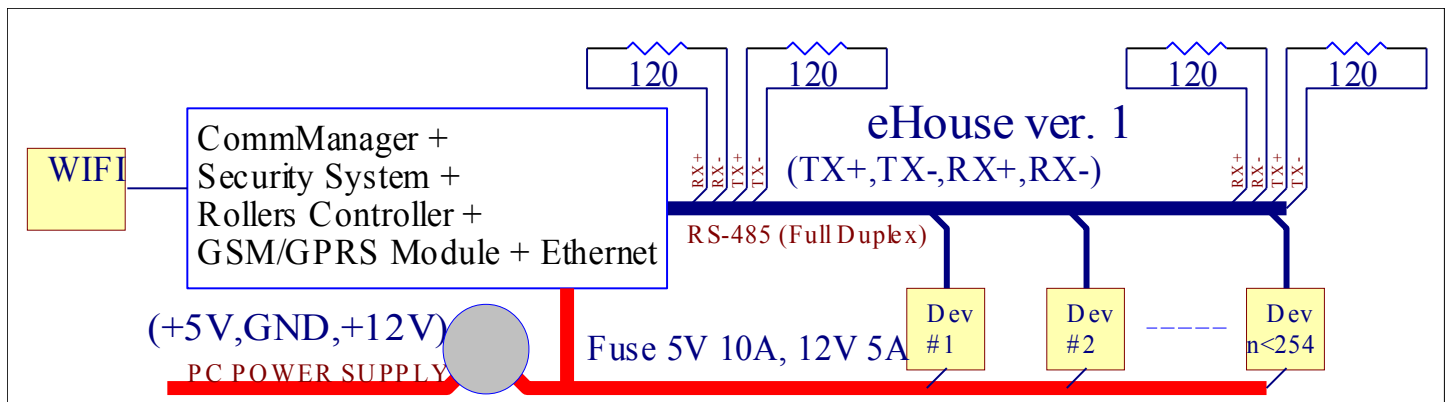 120
120
120
120
WIFI
CommManager +
Security System +
Rollers Controller +
GSM/GPRS Module + Ethernet
RX+
RX-
TX+
TX-
eHouse ver. 1
(TX+,TX-,RX+,RX-)
RX+
RX-
TX+
TX-
RS-485 (Full Duplex)
(+5V,GND,+12V)
PC POWER SUPPLY
Fuse 5V 10A, 12V 5A
Dev
#1
Dev
#2
Dev
n<254